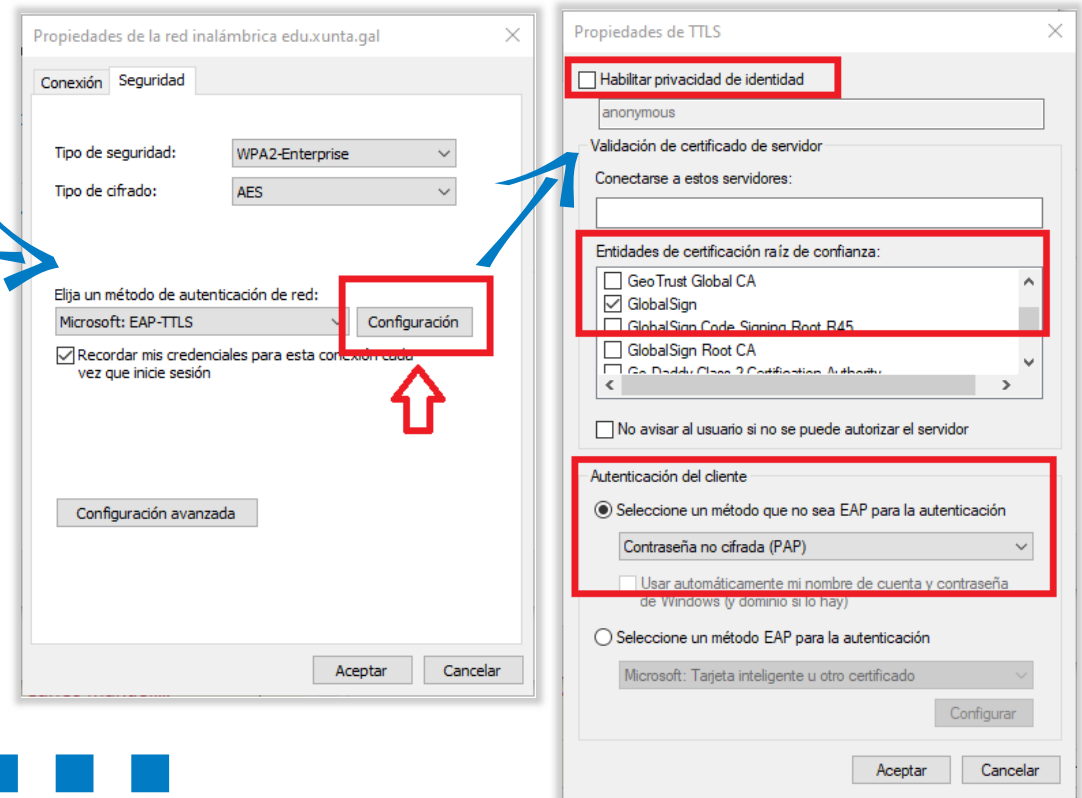 Propiedades de la red inalámbrica edu.xunta.gal
Conexión Seguridad
Tipo de seguridad: WPA2-Enterprise
Tipo de cifrado: AES
Elija un método de autenticación de red:
Microsoft: EAP-TTLS Configuración
Recordar mis credenciales para esta conexión cada
vez que inicie sesión
Configuración avanzada
Aceptar Cancelar
Propiedades de TTLS
Habilitar privacidad de identidad
anonymous
Validación de certificado de servidor
Conectarse a estos servidores:
Entidades de certificación raíz de confianza:
GeoTrust Global CA
GlobalSign
GlobalSign Code Signing Root R45
GlobalSign Root CA
Go Daddy Class 2 Certification Authority
No avisar al usuario si no se puede autorizar el servidor
Autenticación del cliente
Seleccione un método que no sea EAP para la autenticación
Contraseña no cifrada (PAP)
Usar automáticamente mi nombre de cuenta y contraseña
de Windows (y dominio si lo hay)
Seleccione un método EAP para la autenticación
Microsoft: Tarjeta inteligente u otro certificado
Configurar
Aceptar Cancelar